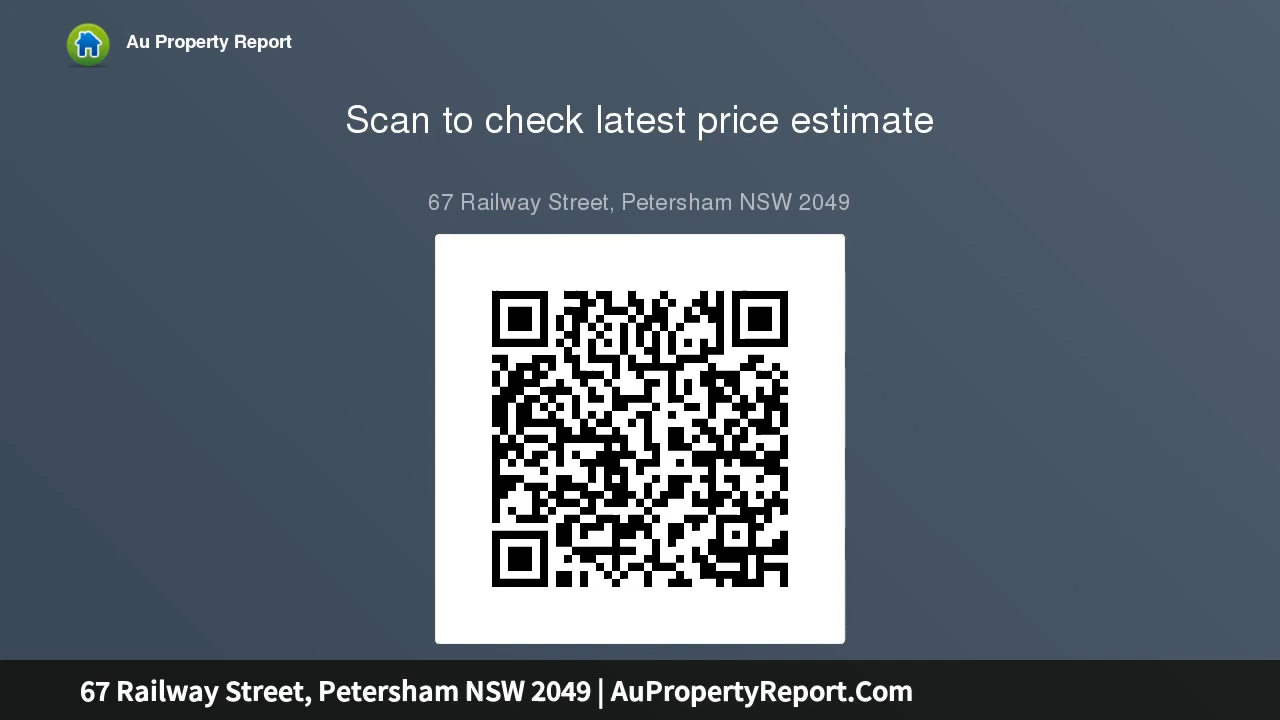 Au Property Report
Scan to check latest price estimate
67 Railway Street, Petersham NSW 2049
67 Railway Street, Petersham NSW 2049 | AuPropertyReport.Com